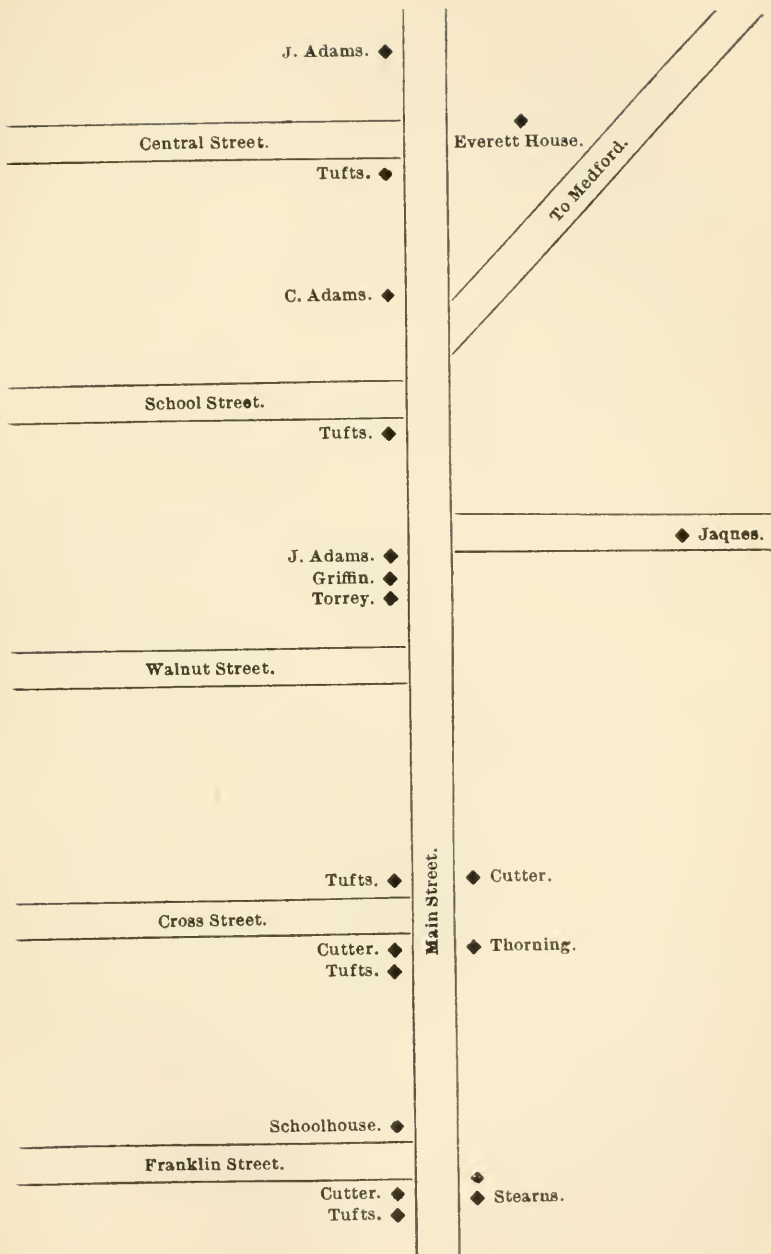 J. Adams.
Everett House.
Central Street.
To Medford.
Tufts.
C. Adams.
School Street.
Tufts.
Jaques.
J. Adams.
Griffin.
Torrey.
Walnut Street.
Main Street.
Tufts.
Cutter.
Cross Street.
Cutter.
Thorning.
Tufts.
Schoolhouse.
Franklin Street.
Cutter.
Stearns.
Tufts.